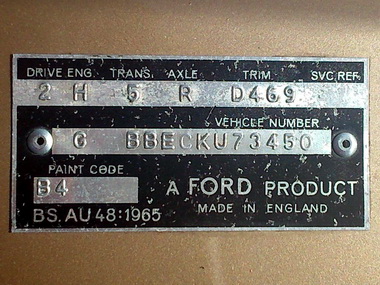 DRIVE ENG. TRANS. AXLE TRIM SVC. REF.
2 H 5 R D469
VEHICLE NUMBER
G BBECKU73450
PAINT CODE
B4
A FORD PRODUCT
MADE IN ENGLAND
BS. AU 48:1965